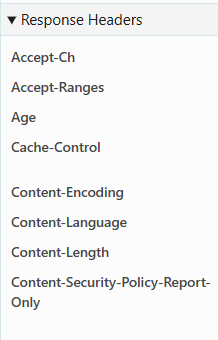 ▼ Response Headers
Accept-Ch
Accept-Ranges
Age
Cache-Control
Content-Encoding
Content-Language
Content-Length
Content-Security-Policy-Report-
Only